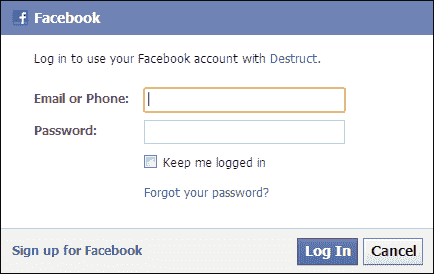 Facebook
Log in to use your Facebook account with Destruct.
Email or Phone:
Password:
Keep me logged in
Forgot your password?
Sign up for Facebook Log In Cancel